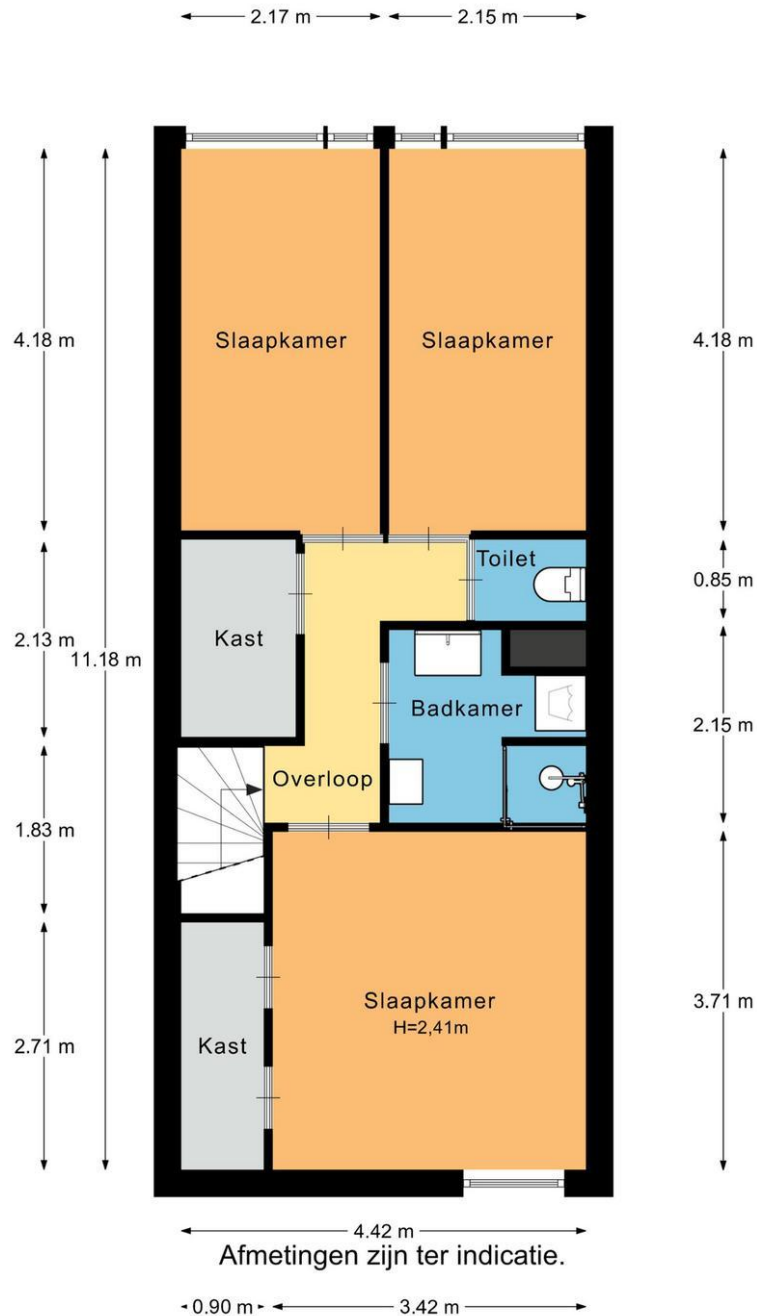 2.17 m
2.15 m
4.18 m
Slaapkamer
Slaapkamer
4.18 m
Toilet
0.85 m
2.13 m
Kast
11.18 m
Badkamer
2.15 m
Overloop
1.83 m
Slaapkamer
H=2,41m
3.71 m
2.71 m
Kast
4.42 m
Afmetingen zijn ter indicatie.
0.90 m
3.42 m